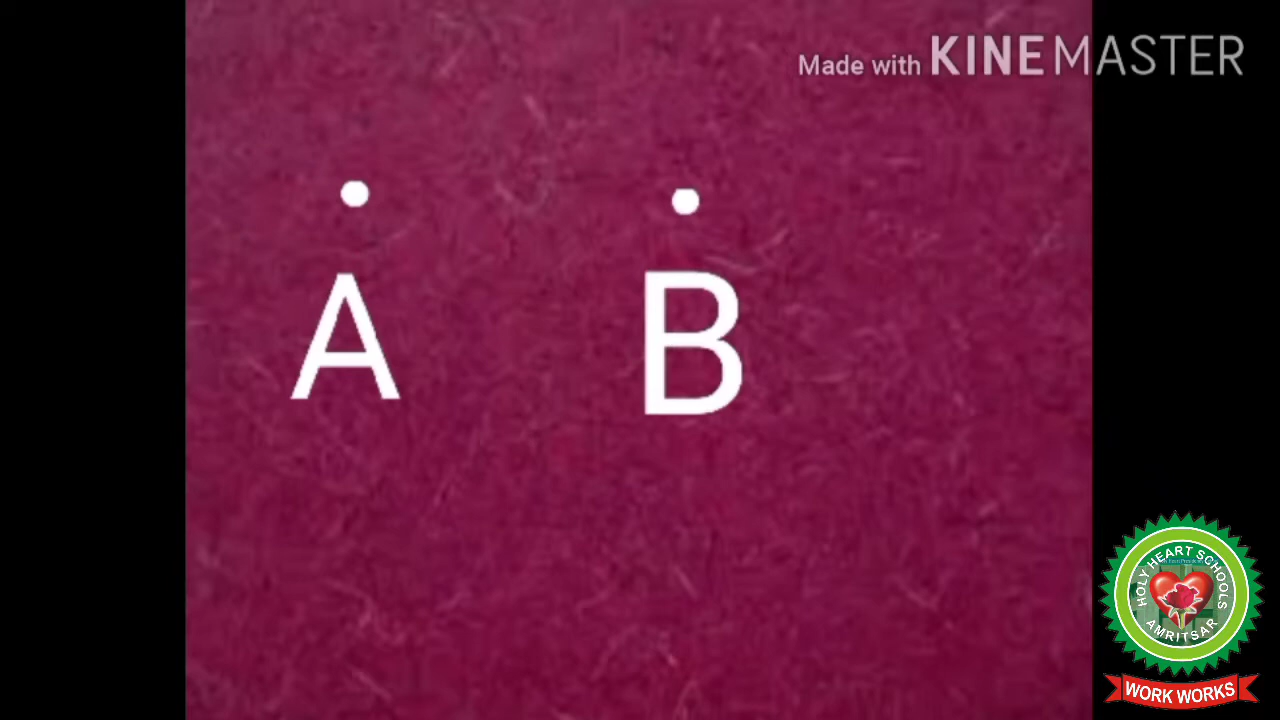 Made with KINEMASTER
A B
HOLY HEART SCHOOLS
AMRITSAR
WORK WORKS